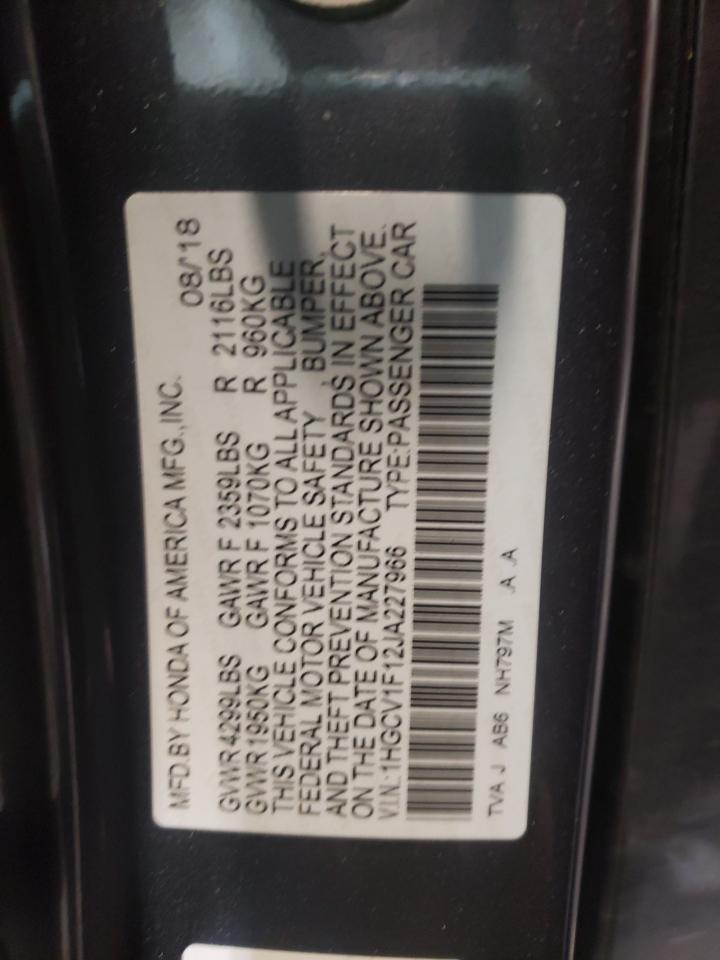 MFD.BY HONDA OF AMERICA MFG.,INC. 08/'18
GVWR 4299LBS GAWR F 2359LBS R 2116LBS
GVWR 1950KG GAWR F 1070KG R 960KG
THIS VEHICLE CONFORMS TO ALL APPLICABLE
FEDERAL MOTOR VEHICLE SAFETY , BUMPER,
AND THEFT PREVENTION STANDARDS IN EFFECT
ON THE DATE OF MANUFACTURE SHOWN ABOVE.
V.I.N.:1HGCV1F12JA227966 TYPE:PASSENGER CAR
TVA J AB6 NH797M .A .A